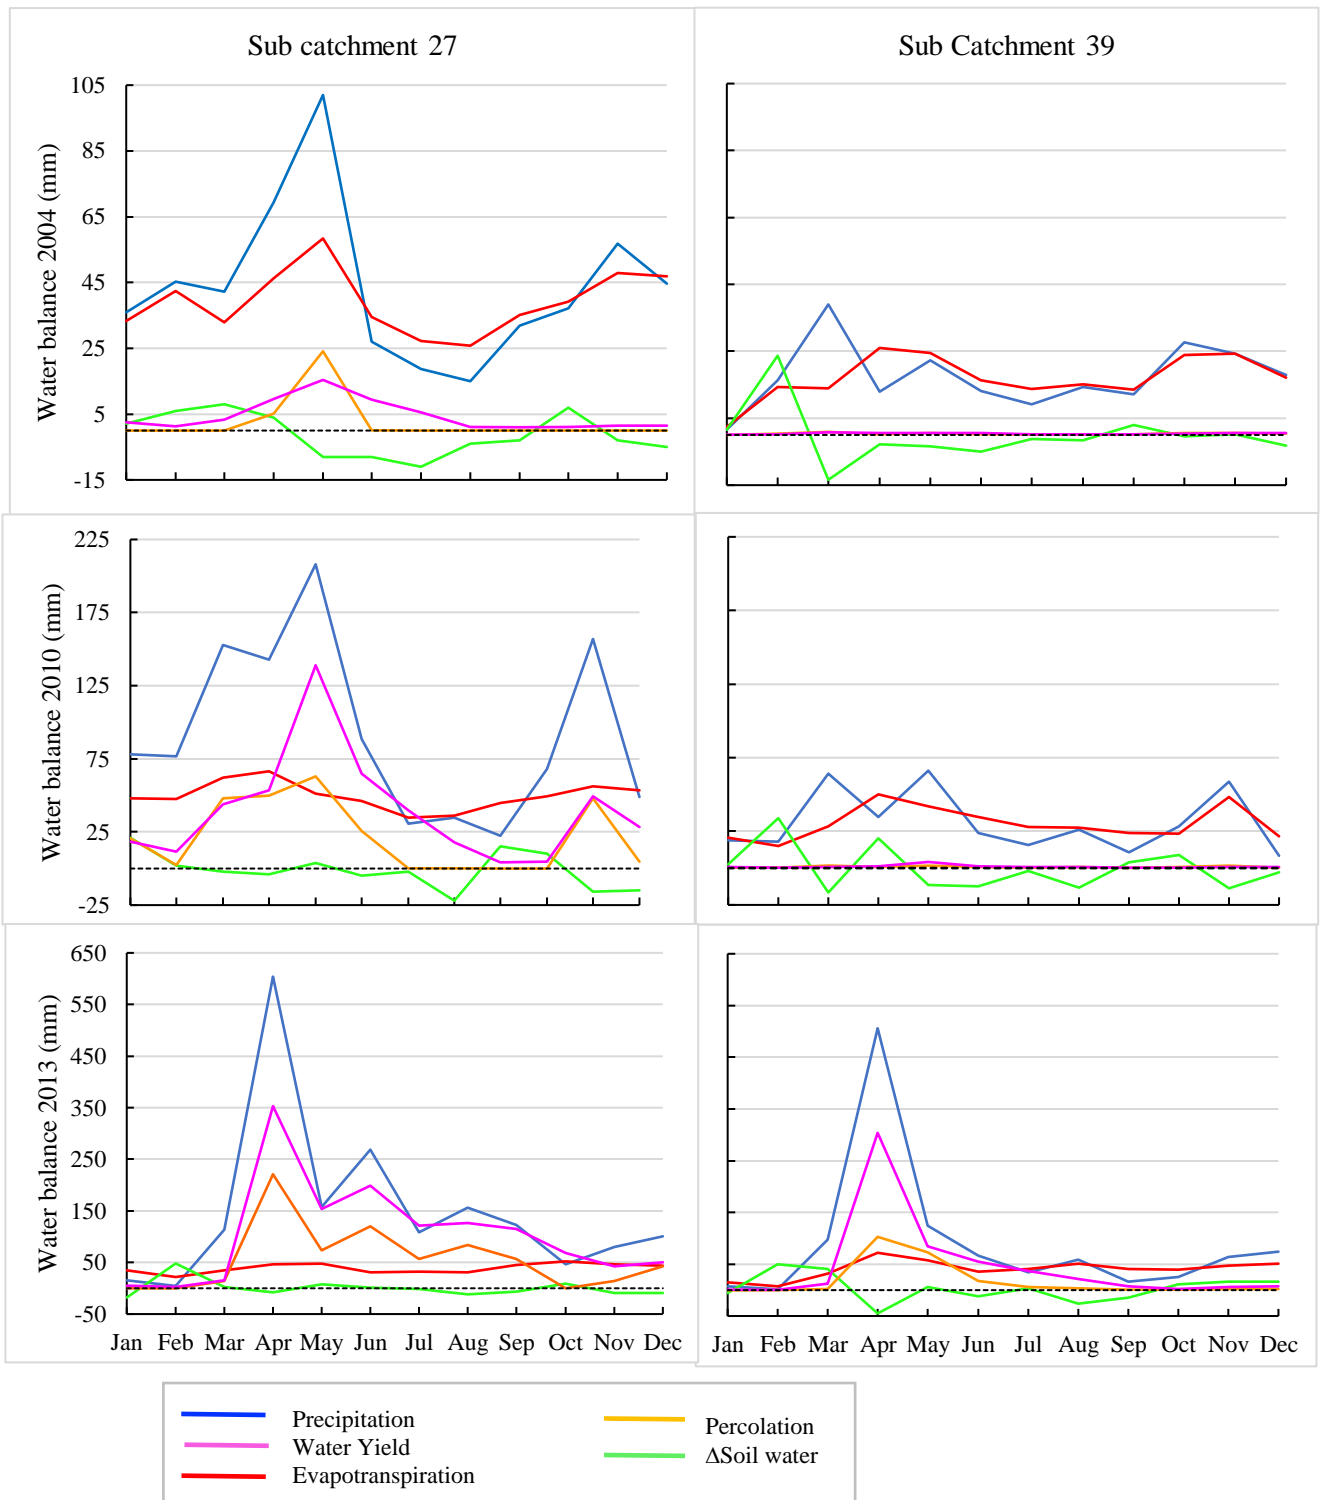 Sub catchment 27
Sub Catchment 39
Water balance 2004 (mm)
105
85
65
45
25
5
-15
Water balance 2010 (mm)
225
175
125
75
25
-25
Water balance 2013 (mm)
650
550
450
350
250
150
50
-50
Jan Feb Mar Apr May Jun Jul Aug Sep Oct Nov Dec
Jan Feb Mar Apr May Jun Jul Aug Sep Oct Nov Dec
Precipitation
Water Yield
Evapotranspiration
Percolation
ΔSoil water